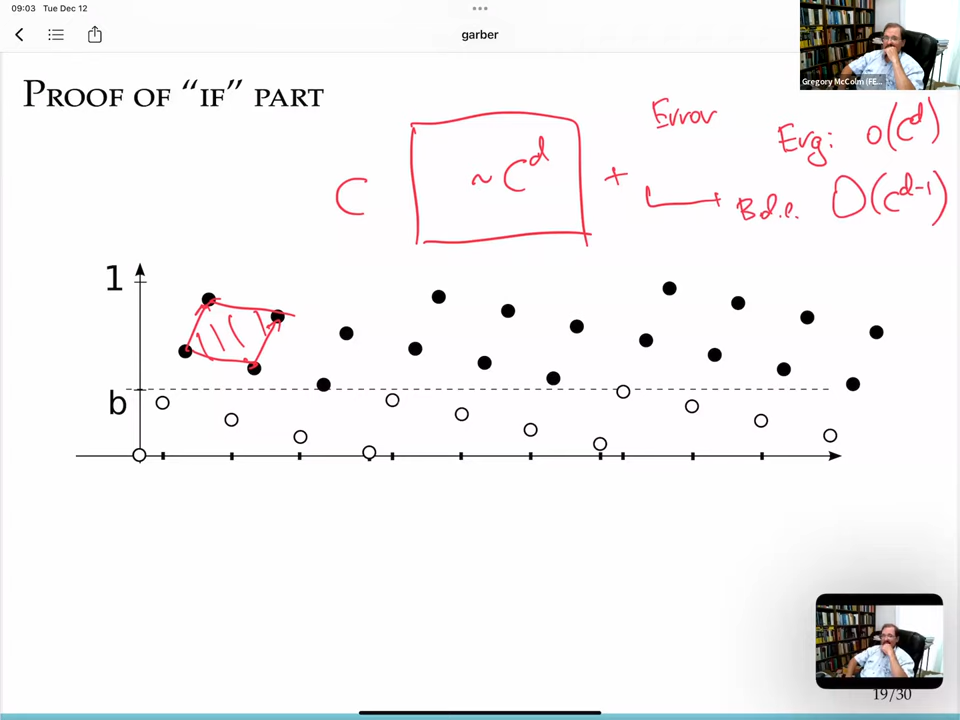 09:03 Tue Dec 12
garber
Gregory McColm (FE...
PROOF OF “IF” PART
Error
Erg: o(C^d)
C ~ C^d +
B.d.e. O(C^{d-1})
1
b
19/30